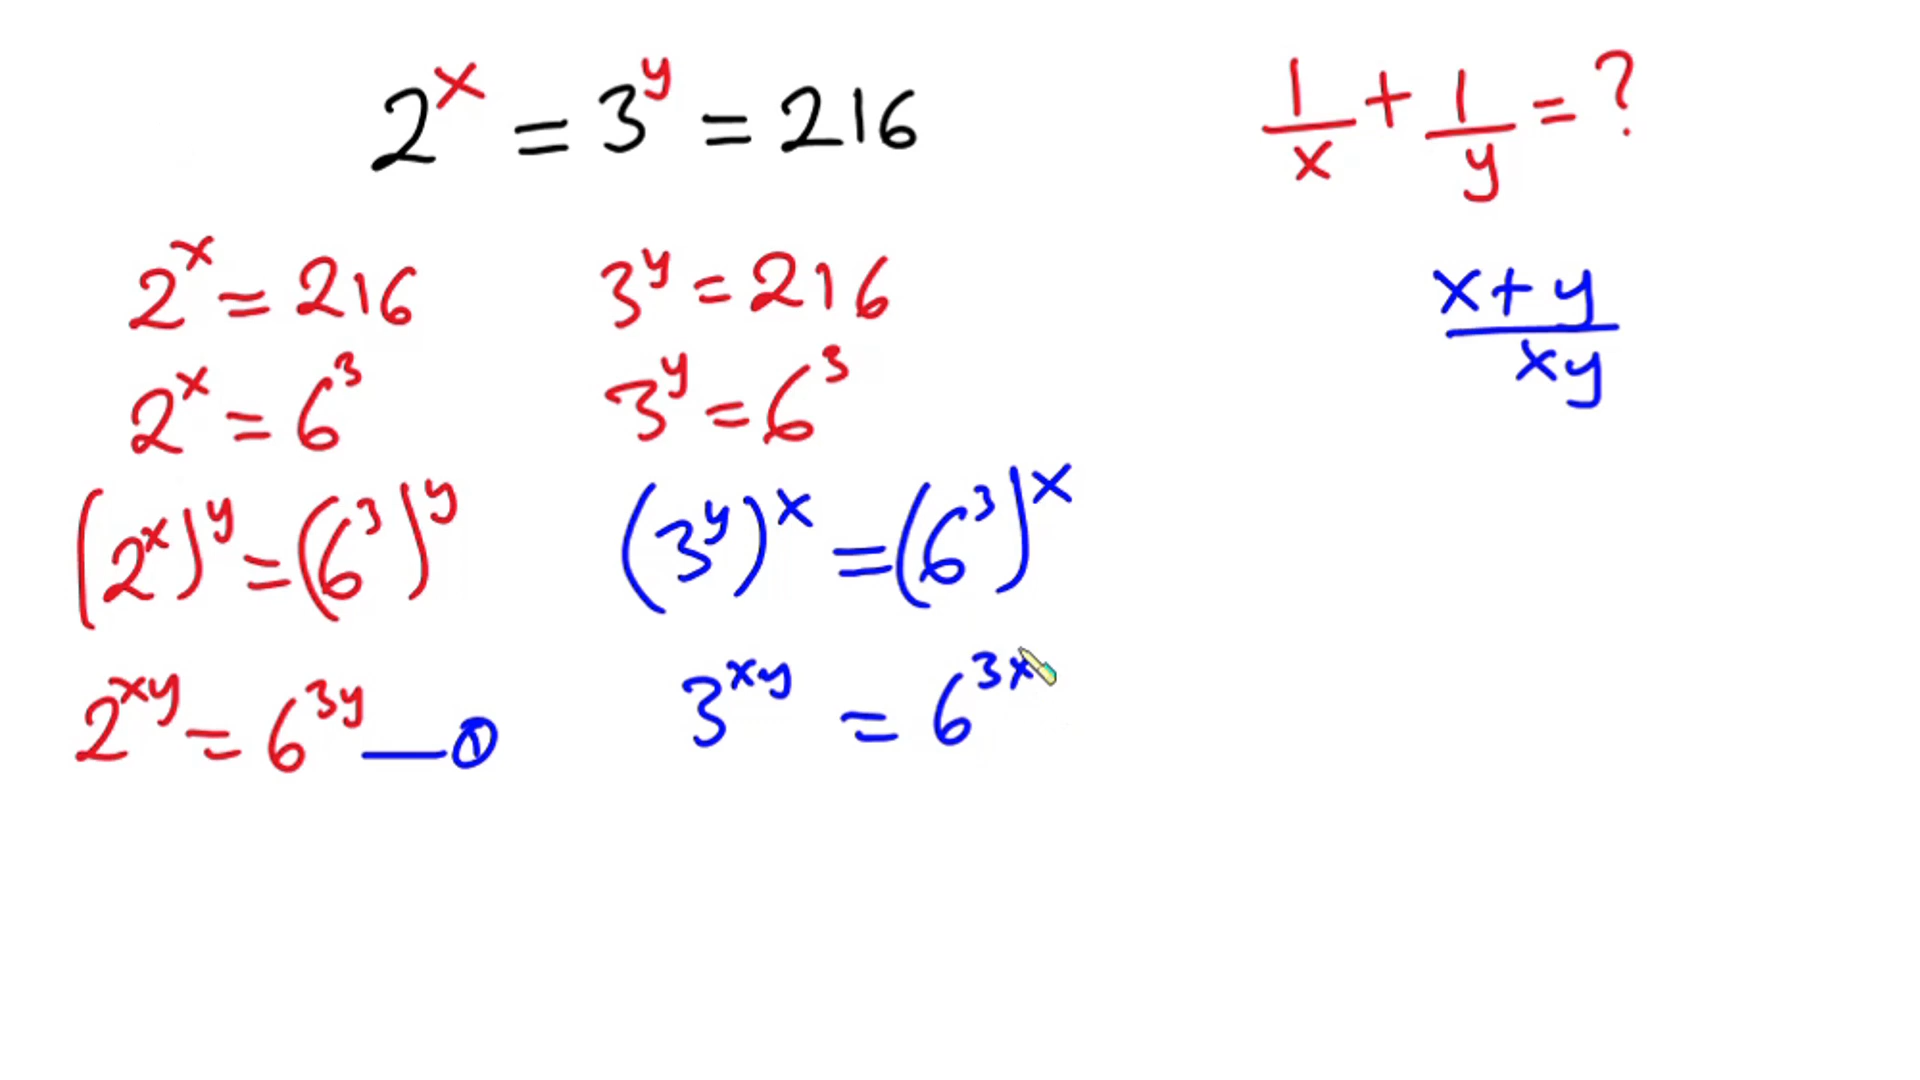 2^x = 3^y = 216
1/x + 1/y = ?
2^x = 216
3^y = 216
x + y / xy
2^x = 6^3
3^y = 6^3
(2^x)^y = (6^3)^y
(3^y)^x = (6^3)^x
2^xy = 6^3y — ①
3^xy = 6^3x